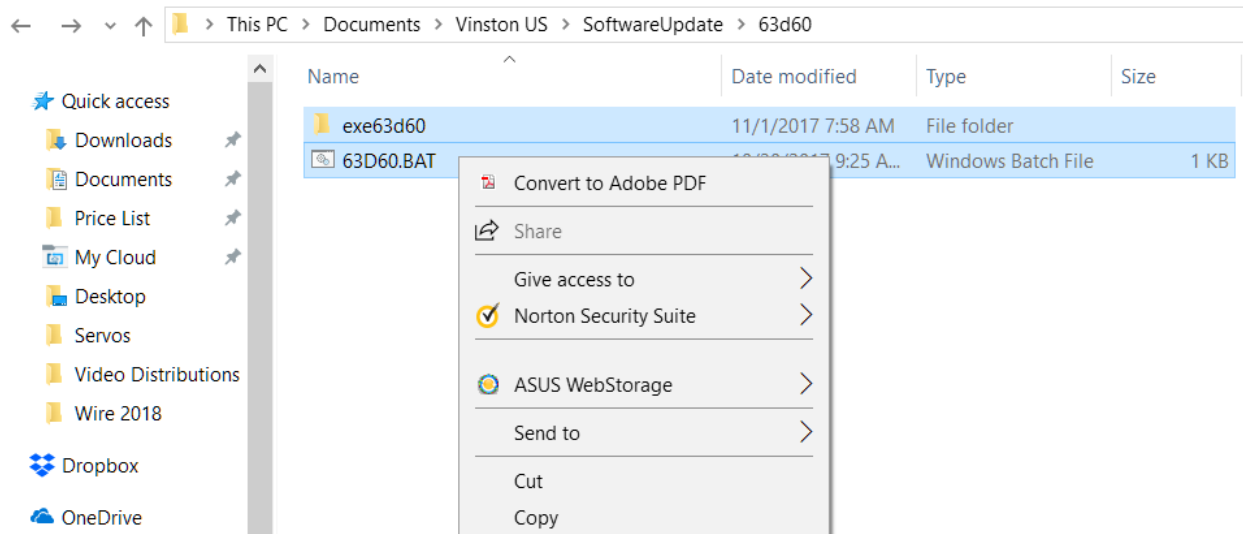 This PC > Documents > Vinston US > SoftwareUpdate > 63d60
Name Date modified Type Size
Quick access
Downloads
Documents
Price List
My Cloud
Desktop
Servos
Video Distributions
Wire 2018
Dropbox
OneDrive
exe63d60 11/1/2017 7:58 AM File folder
63D60.BAT 9:25 A... Windows Batch File 1 KB
Convert to Adobe PDF
Share
Give access to
Norton Security Suite
ASUS WebStorage
Send to
Cut
Copy